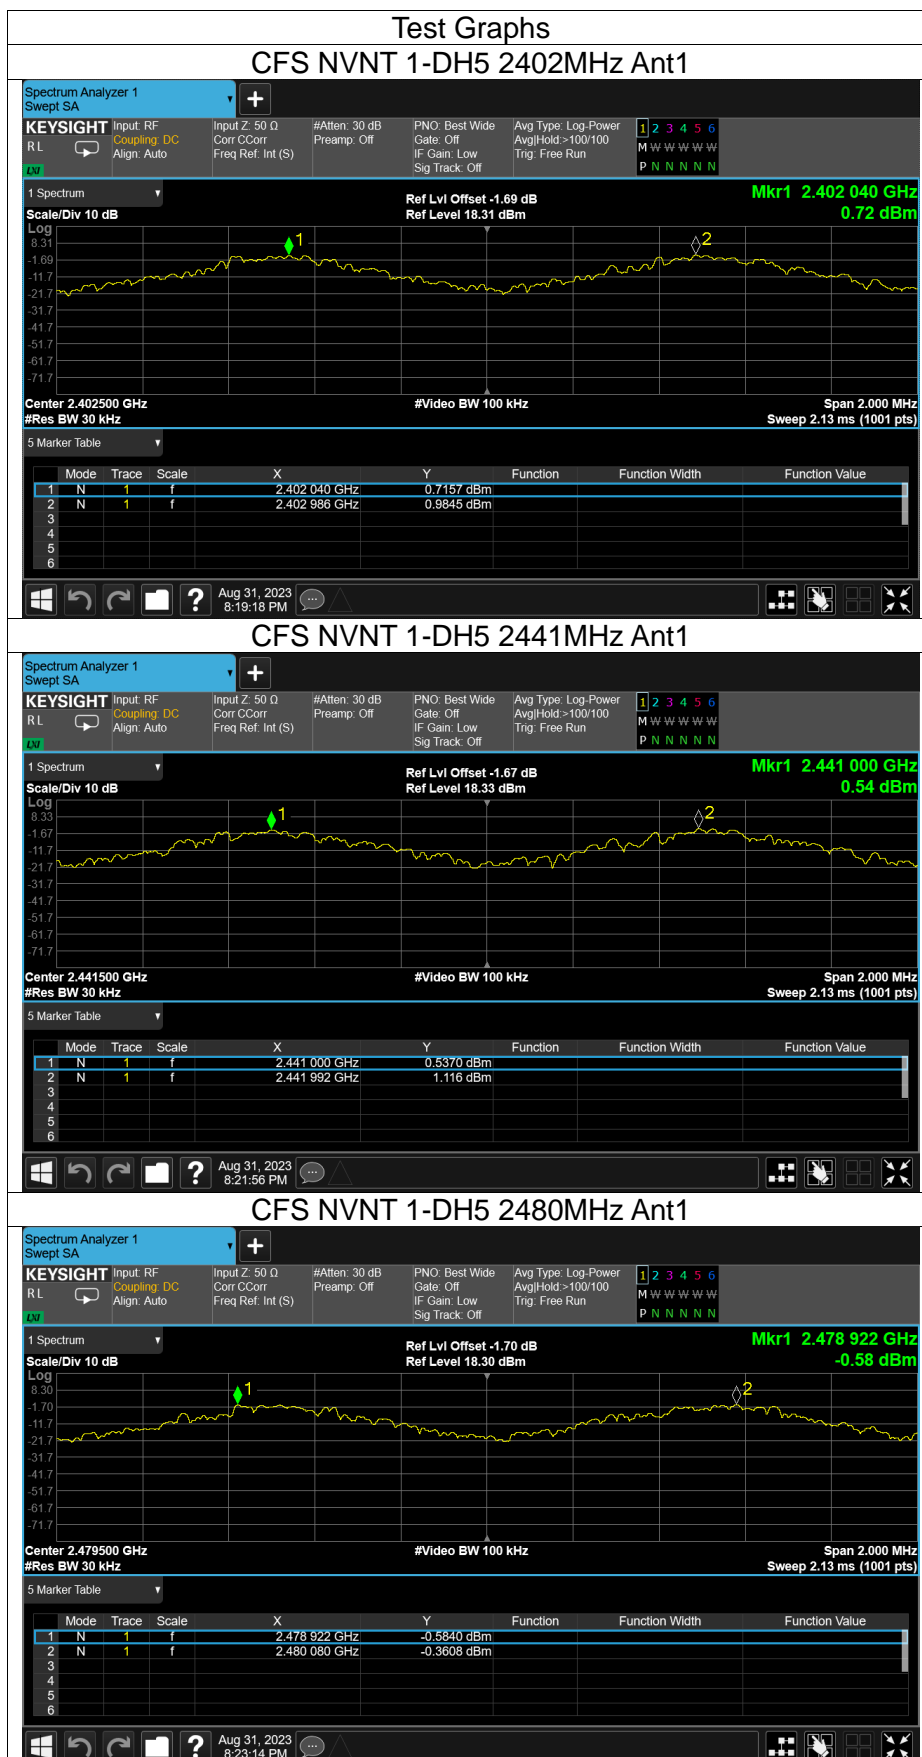 Test Graphs
CFS NVNT 1-DH5 2402MHz Ant1
Spectrum Analyzer 1
Swept SA
+
KEYSIGHT Input: RF Input Z: 50 Ω #Atten: 30 dB PNO: Best Wide Avg Type: Log-Power 1 2 3 4 5 6
RL Coupling: DC Corr CCorr Preamp: Off Gate: Off Avg|Hold:>100/100 M W W W W W
Align: Auto Freq Ref: Int (S) IF Gain: Low Trig: Free Run
LXI Sig Track: Off P N N N N N
1 Spectrum Ref Lvl Offset -1.69 dB Mkr1 2.402 040 GHz
Scale/Div 10 dB Ref Level 18.31 dBm 0.72 dBm
Log
1 2
8.31
-1.69
-11.7
-21.7
-31.7
-41.7
-51.7
-61.7
-71.7
Center 2.402500 GHz #Video BW 100 kHz Span 2.000 MHz
#Res BW 30 kHz Sweep 2.13 ms (1001 pts)
5 Marker Table
Mode Trace Scale X Y Function Function Width Function Value
1 N 1 f 2.402 040 GHz 0.7157 dBm
2 N 1 f 2.402 986 GHz 0.9845 dBm
3
4
5
6
? Aug 31, 2023
8:19:18 PM
CFS NVNT 1-DH5 2441MHz Ant1
Spectrum Analyzer 1
Swept SA
+
KEYSIGHT Input: RF Input Z: 50 Ω #Atten: 30 dB PNO: Best Wide Avg Type: Log-Power 1 2 3 4 5 6
RL Coupling: DC Corr CCorr Preamp: Off Gate: Off Avg|Hold:>100/100 M W W W W W
Align: Auto Freq Ref: Int (S) IF Gain: Low Trig: Free Run
LXI Sig Track: Off P N N N N N
1 Spectrum Ref Lvl Offset -1.67 dB Mkr1 2.441 000 GHz
Scale/Div 10 dB Ref Level 18.33 dBm 0.54 dBm
Log
1 2
8.33
-1.67
-11.7
-21.7
-31.7
-41.7
-51.7
-61.7
-71.7
Center 2.441500 GHz #Video BW 100 kHz Span 2.000 MHz
#Res BW 30 kHz Sweep 2.13 ms (1001 pts)
5 Marker Table
Mode Trace Scale X Y Function Function Width Function Value
1 N 1 f 2.441 000 GHz 0.5370 dBm
2 N 1 f 2.441 992 GHz 1.116 dBm
3
4
5
6
? Aug 31, 2023
8:21:56 PM
CFS NVNT 1-DH5 2480MHz Ant1
Spectrum Analyzer 1
Swept SA
+
KEYSIGHT Input: RF Input Z: 50 Ω #Atten: 30 dB PNO: Best Wide Avg Type: Log-Power 1 2 3 4 5 6
RL Coupling: DC Corr CCorr Preamp: Off Gate: Off Avg|Hold:>100/100 M W W W W W
Align: Auto Freq Ref: Int (S) IF Gain: Low Trig: Free Run
LXI Sig Track: Off P N N N N N
1 Spectrum Ref Lvl Offset -1.70 dB Mkr1 2.478 922 GHz
Scale/Div 10 dB Ref Level 18.30 dBm -0.58 dBm
Log
1 2
8.30
-1.70
-11.7
-21.7
-31.7
-41.7
-51.7
-61.7
-71.7
Center 2.479500 GHz #Video BW 100 kHz Span 2.000 MHz
#Res BW 30 kHz Sweep 2.13 ms (1001 pts)
5 Marker Table
Mode Trace Scale X Y Function Function Width Function Value
1 N 1 f 2.478 922 GHz -0.5840 dBm
2 N 1 f 2.480 080 GHz -0.3608 dBm
3
4
5
6
? Aug 31, 2023
8:23:14 PM